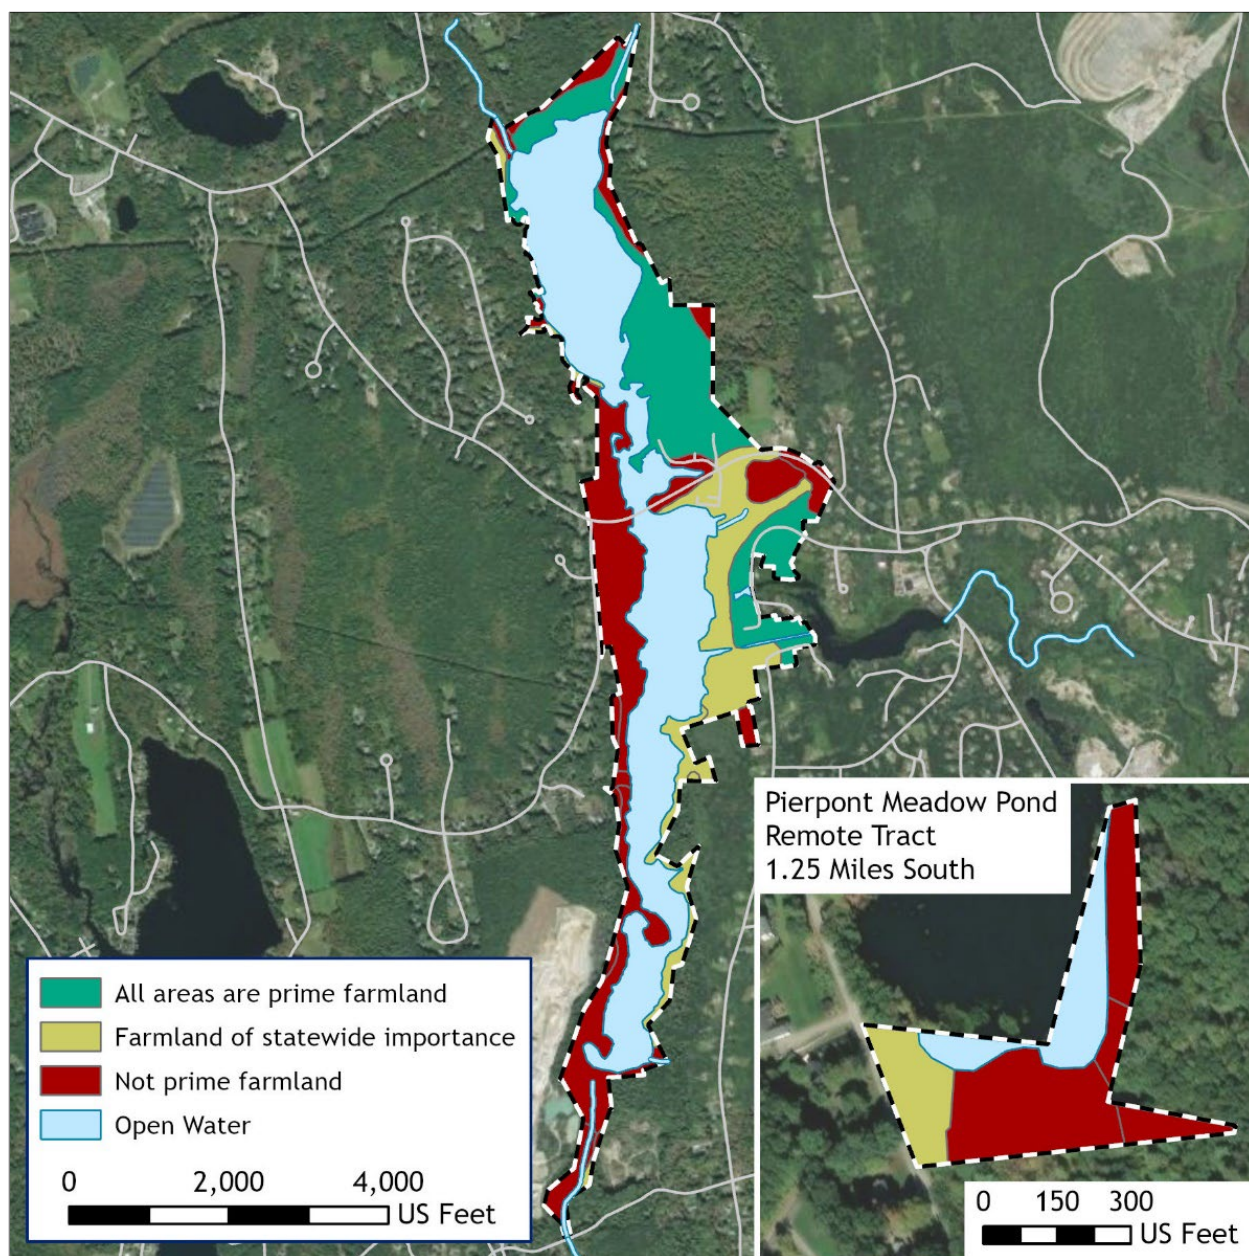 Pierpont Meadow Pond
Remote Tract
1.25 Miles South
All areas are prime farmland
Farmland of statewide importance
Not prime farmland
Open Water
0 2,000 4,000
US Feet
0 150 300
US Feet